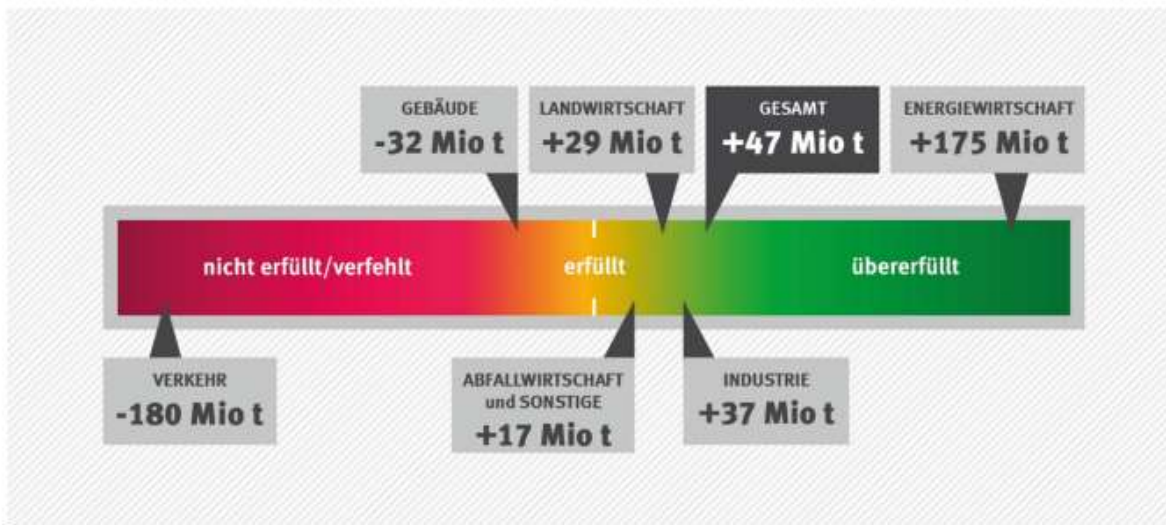 GEBÄUDE
-32 Mio t
LANDWIRTSCHAFT
+29 Mio t
GESAMT
+47 Mio t
ENERGIEWIRTSCHAFT
+175 Mio t
nicht erfüllt/verfehlt
erfüllt
übererfüllt
VERKEHR
-180 Mio t
ABFALLWIRTSCHAFT
und SONSTIGE
+17 Mio t
INDUSTRIE
+37 Mio t